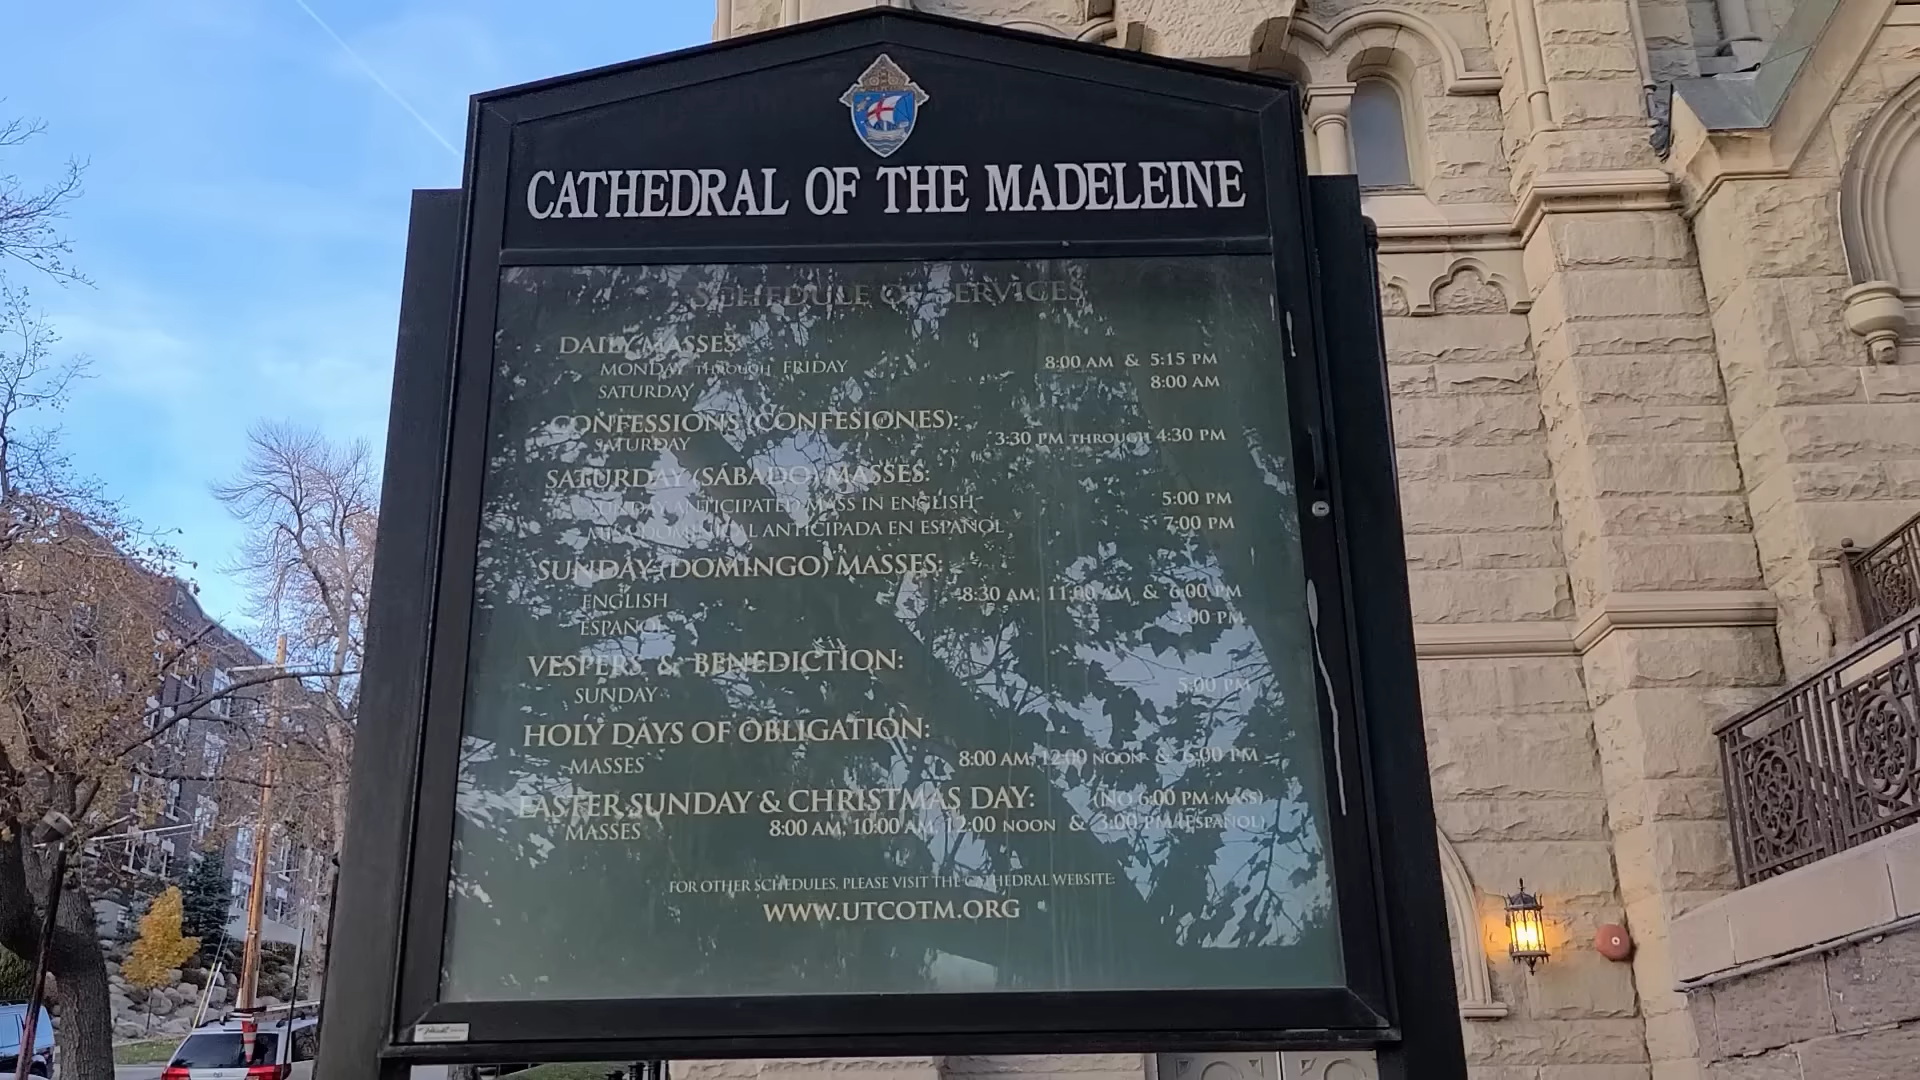 CATHEDRAL OF THE MADELEINE
SCHEDULE OF SERVICES
DAILY MASSES
MONDAY THROUGH FRIDAY 8:00 AM & 5:15 PM
SATURDAY 8:00 AM
CONFESSIONS (CONFESIONES):
SATURDAY 3:30 PM THROUGH 4:30 PM
SATURDAY (SÁBADO) MASSES:
SUNDAY ANTICIPATED MASS IN ENGLISH 5:00 PM
MISA DOMINICAL ANTICIPADA EN ESPAÑOL 7:00 PM
SUNDAY (DOMINGO) MASSES:
ENGLISH 8:30 AM, 11:00 AM & 6:00 PM
ESPAÑOL PM
VESPERS & BENEDICTION:
SUNDAY 5:00 PM
HOLY DAYS OF OBLIGATION:
MASSES 8:00 AM, 12:00 NOON & 6:00 PM
EASTER SUNDAY & CHRISTMAS DAY: (NO 6:00 PM MASS)
MASSES 8:00 AM, 10:00 AM, 12:00 NOON & 3:00 PM (ESPAÑOL)
FOR OTHER SCHEDULES, PLEASE VISIT THE CATHEDRAL WEBSITE:
WWW.UTCOTM.ORG